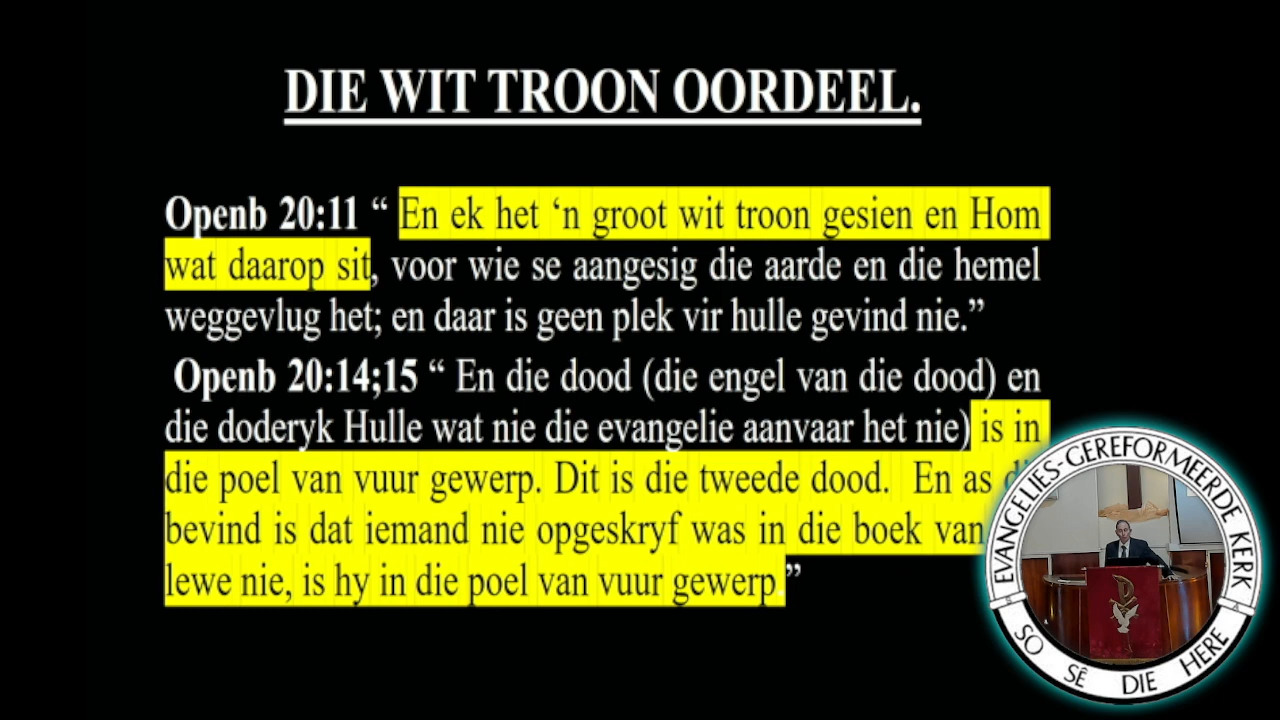 DIE WIT TROON OORDEEL.
Openb 20:11 “ En ek het ‘n groot wit troon gesien en Hom
wat daarop sit, voor wie se aangesig die aarde en die hemel
weggevlug het; en daar is geen plek vir hulle gevind nie.”
Openb 20:14;15 “ En die dood (die engel van die dood) en
die doderyk Hulle wat nie die evangelie aanvaar het nie) is in
die poel van vuur gewerp. Dit is die tweede dood. En as
bevind is dat iemand nie opgeskryf was in die boek van
lewe nie, is hy in die poel van vuur gewerp.”
EVANGELIES-GEREFORMEERDE KERK
SO SÊ DIE HERE